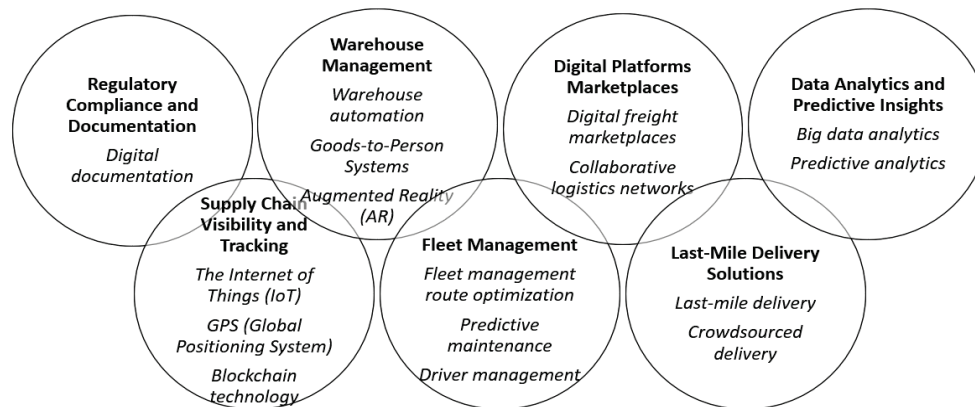 Regulatory
Compliance and
Documentation
Digital
documentation
Warehouse
Management
Warehouse
automation
Goods-to-Person
Systems
Augmented Reality
(AR)
Digital Platforms
Marketplaces
Digital freight
marketplaces
Collaborative
logistics networks
Data Analytics and
Predictive Insights
Big data analytics
Predictive analytics
Supply Chain
Visibility and
Tracking
The Internet of
Things (IoT)
GPS (Global
Positioning System)
Blockchain
technology
Fleet Management
Fleet management
route optimization
Predictive
maintenance
Driver management
Last-Mile Delivery
Solutions
Last-mile delivery
Crowdsourced
delivery